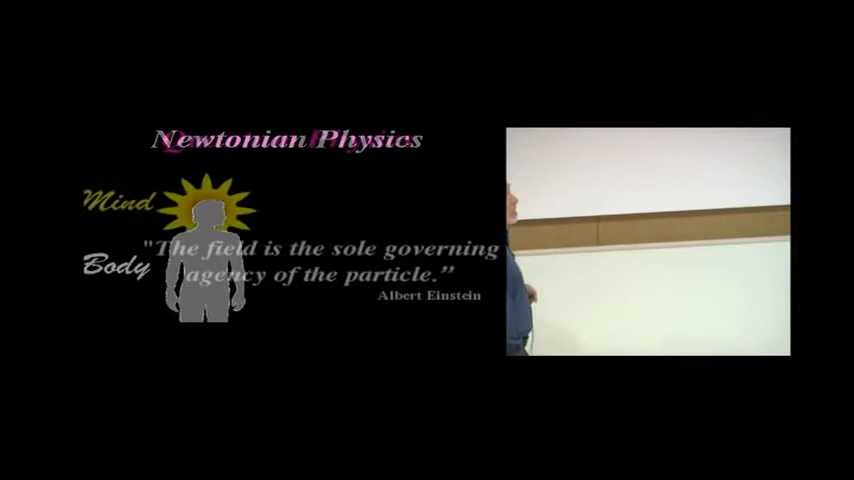 Newtonian Physics
Mind
"The field is the sole governing
Body
agency of the particle.”
Albert Einstein